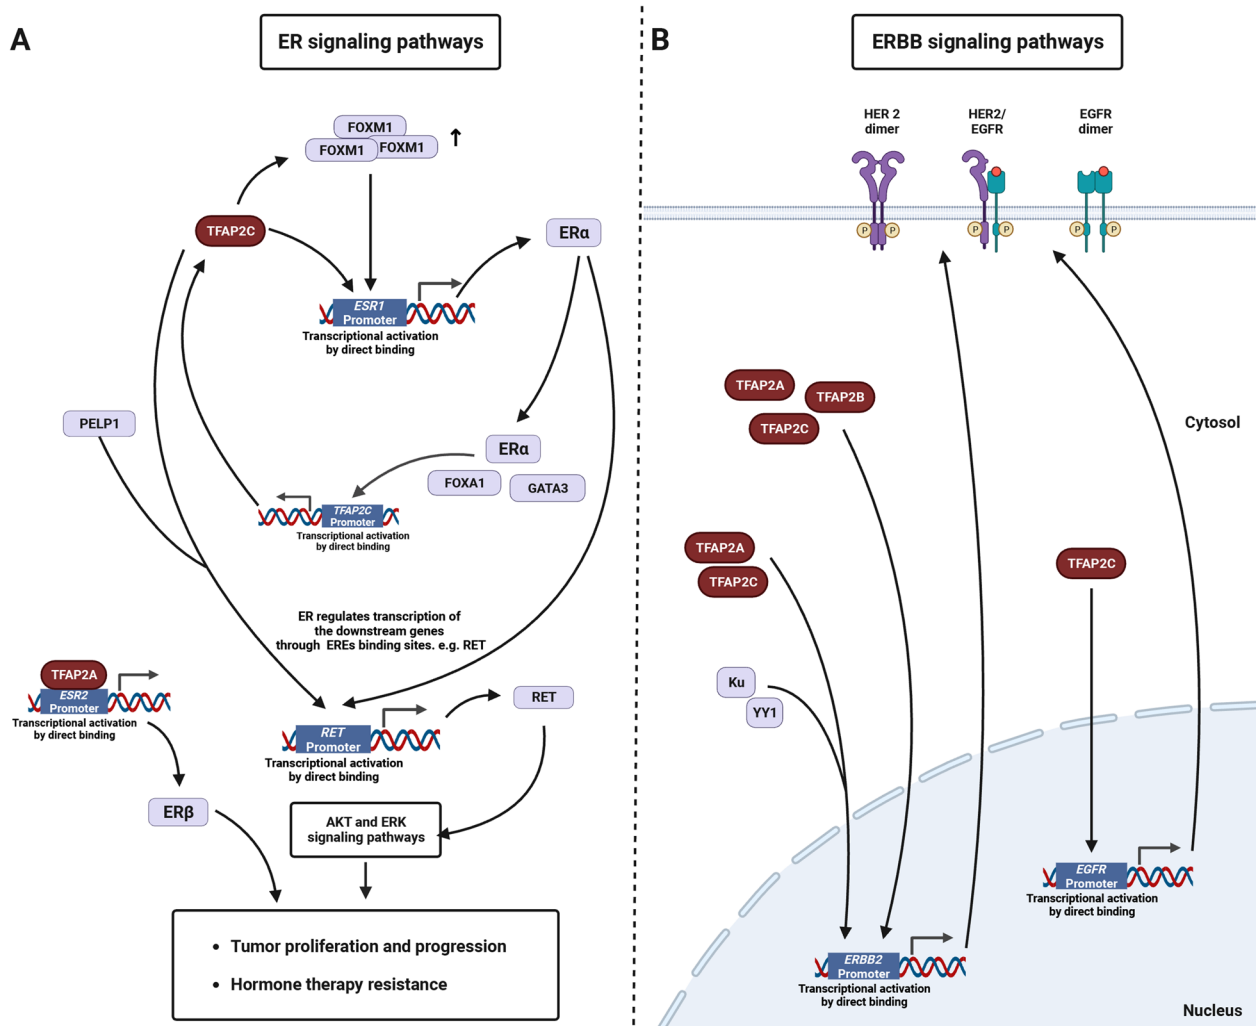 A
ER signaling pathways
FOXM1
FOXM1
FOXM1
TFAP2C
ERα
ESR1
Promoter
Transcriptional activation
by direct binding
PELP1
ERα
FOXA1
GATA3
TFAP2C
Promoter
Transcriptional activation
by direct binding
ER regulates transcription of
the downstream genes
through EREs binding sites. e.g. RET
TFAP2A
ESR2
Promoter
Transcriptional activation
by direct binding
RET
RET
Promoter
Transcriptional activation
by direct binding
ERβ
AKT and ERK
signaling pathways
• Tumor proliferation and progression
• Hormone therapy resistance
B
ERBB signaling pathways
HER 2
dimer
HER2/
EGFR
EGFR
dimer
P
P
P
P
P
P
TFAP2A
TFAP2B
TFAP2C
Cytosol
TFAP2A
TFAP2C
TFAP2C
Ku
YY1
EGFR
Promoter
Transcriptional activation
by direct binding
ERBB2
Promoter
Transcriptional activation
by direct binding
Nucleus